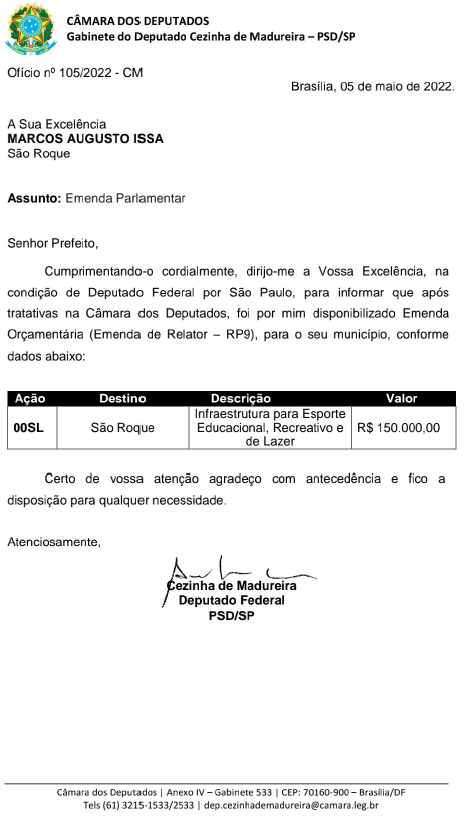 CÂMARA DOS DEPUTADOS
Gabinete do Deputado Cezinha de Madureira – PSD/SP
Ofício nº 105/2022 - CM
Brasília, 05 de maio de 2022.
A Sua Excelência
MARCOS AUGUSTO ISSA
São Roque
Assunto: Emenda Parlamentar
Senhor Prefeito,
Cumprimentando-o cordialmente, dirijo-me a Vossa Excelência, na
condição de Deputado Federal por São Paulo, para informar que após
tratativas na Câmara dos Deputados, foi por mim disponibilizado Emenda
Orçamentária (Emenda de Relator – RP9), para o seu município, conforme
dados abaixo:
Ação Destino Descrição Valor
00SL São Roque Infraestrutura para Esporte Educacional, Recreativo e de Lazer R$ 150.000,00
Certo de vossa atenção agradeço com antecedência e fico a
disposição para qualquer necessidade.
Atenciosamente,
Cezinha de Madureira
Deputado Federal
PSD/SP
Câmara dos Deputados | Anexo IV – Gabinete 533 | CEP: 70160-900 – Brasília/DF
Tels (61) 3215-1533/2533 | dep.cezinhademadureira@camara.leg.br